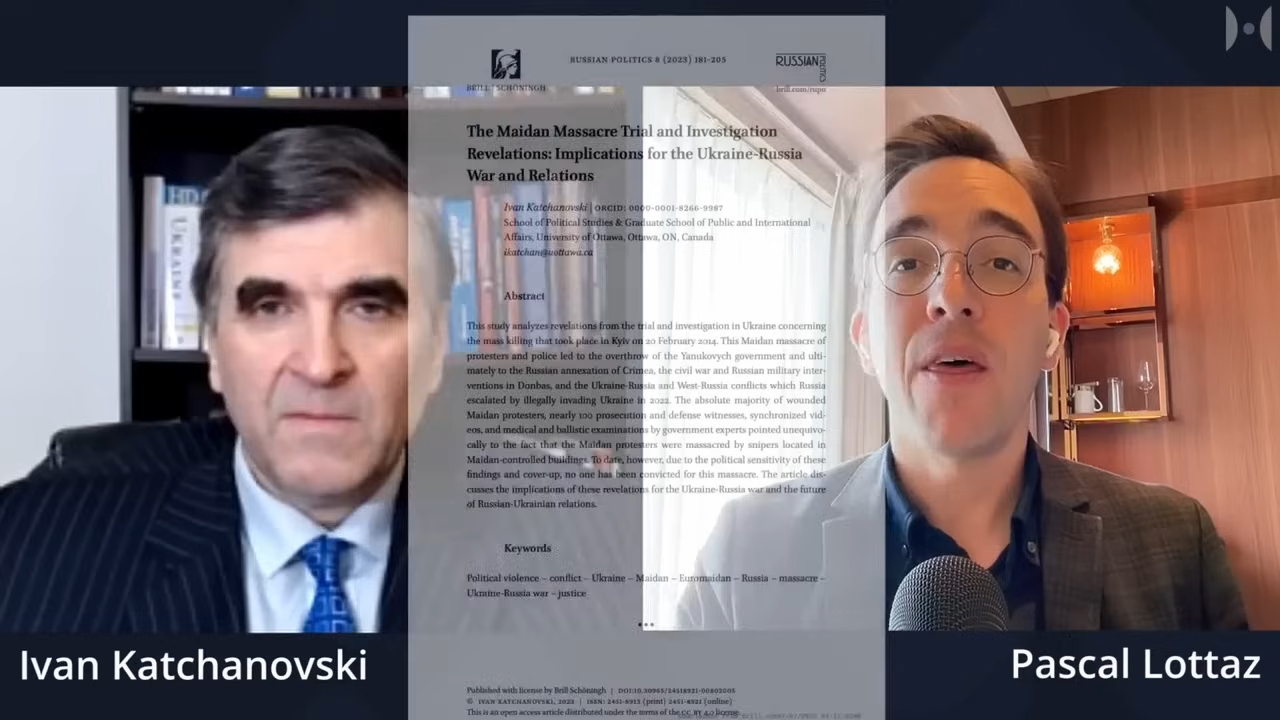 RUSSIAN POLITICS 8 (2023) 181-205
RUSSIAN
POLITICS
BRILL | SCHÖNINGH
brill.com/rupo
The Maidan Massacre Trial and Investigation
Revelations: Implications for the Ukraine-Russia
War and Relations
Ivan Katchanovski | ORCID: 0000-0001-8266-9987
School of Political Studies & Graduate School of Public and International
Affairs, University of Ottawa, Ottawa, ON, Canada
ikatchan@uottawa.ca
Abstract
This study analyzes revelations from the trial and investigation in Ukraine concerning
the mass killing that took place in Kyiv on 20 February 2014. This Maidan massacre of
protesters and police led to the overthrow of the Yanukovych government and ulti-
mately to the Russian annexation of Crimea, the civil war and Russian military inter-
ventions in Donbas, and the Ukraine-Russia and West-Russia conflicts which Russia
escalated by illegally invading Ukraine in 2022. The absolute majority of wounded
Maidan protesters, nearly 100 prosecution and defense witnesses, synchronized vid-
eos, and medical and ballistic examinations by government experts pointed unequivo-
cally to the fact that the Maidan protesters were massacred by snipers located in
Maidan-controlled buildings. To date, however, due to the political sensitivity of these
findings and cover-up, no one has been convicted for this massacre. The article dis-
cusses the implications of these revelations for the Ukraine-Russia war and the future
of Russian-Ukrainian relations.
Keywords
Political violence – conflict – Ukraine – Maidan – Euromaidan – Russia – massacre –
Ukraine-Russia war – justice
UKRAINE
Ivan Katchanovski
Pascal Lottaz
Published with license by Brill Schöningh | DOI:10.30965/24518921-00802005
© IVAN KATCHANOVSKI, 2023 | ISSN: 2451-8913 (print) 2451-8921 (online)
This is an open access article distributed under the terms of the CC BY 4.0 license.